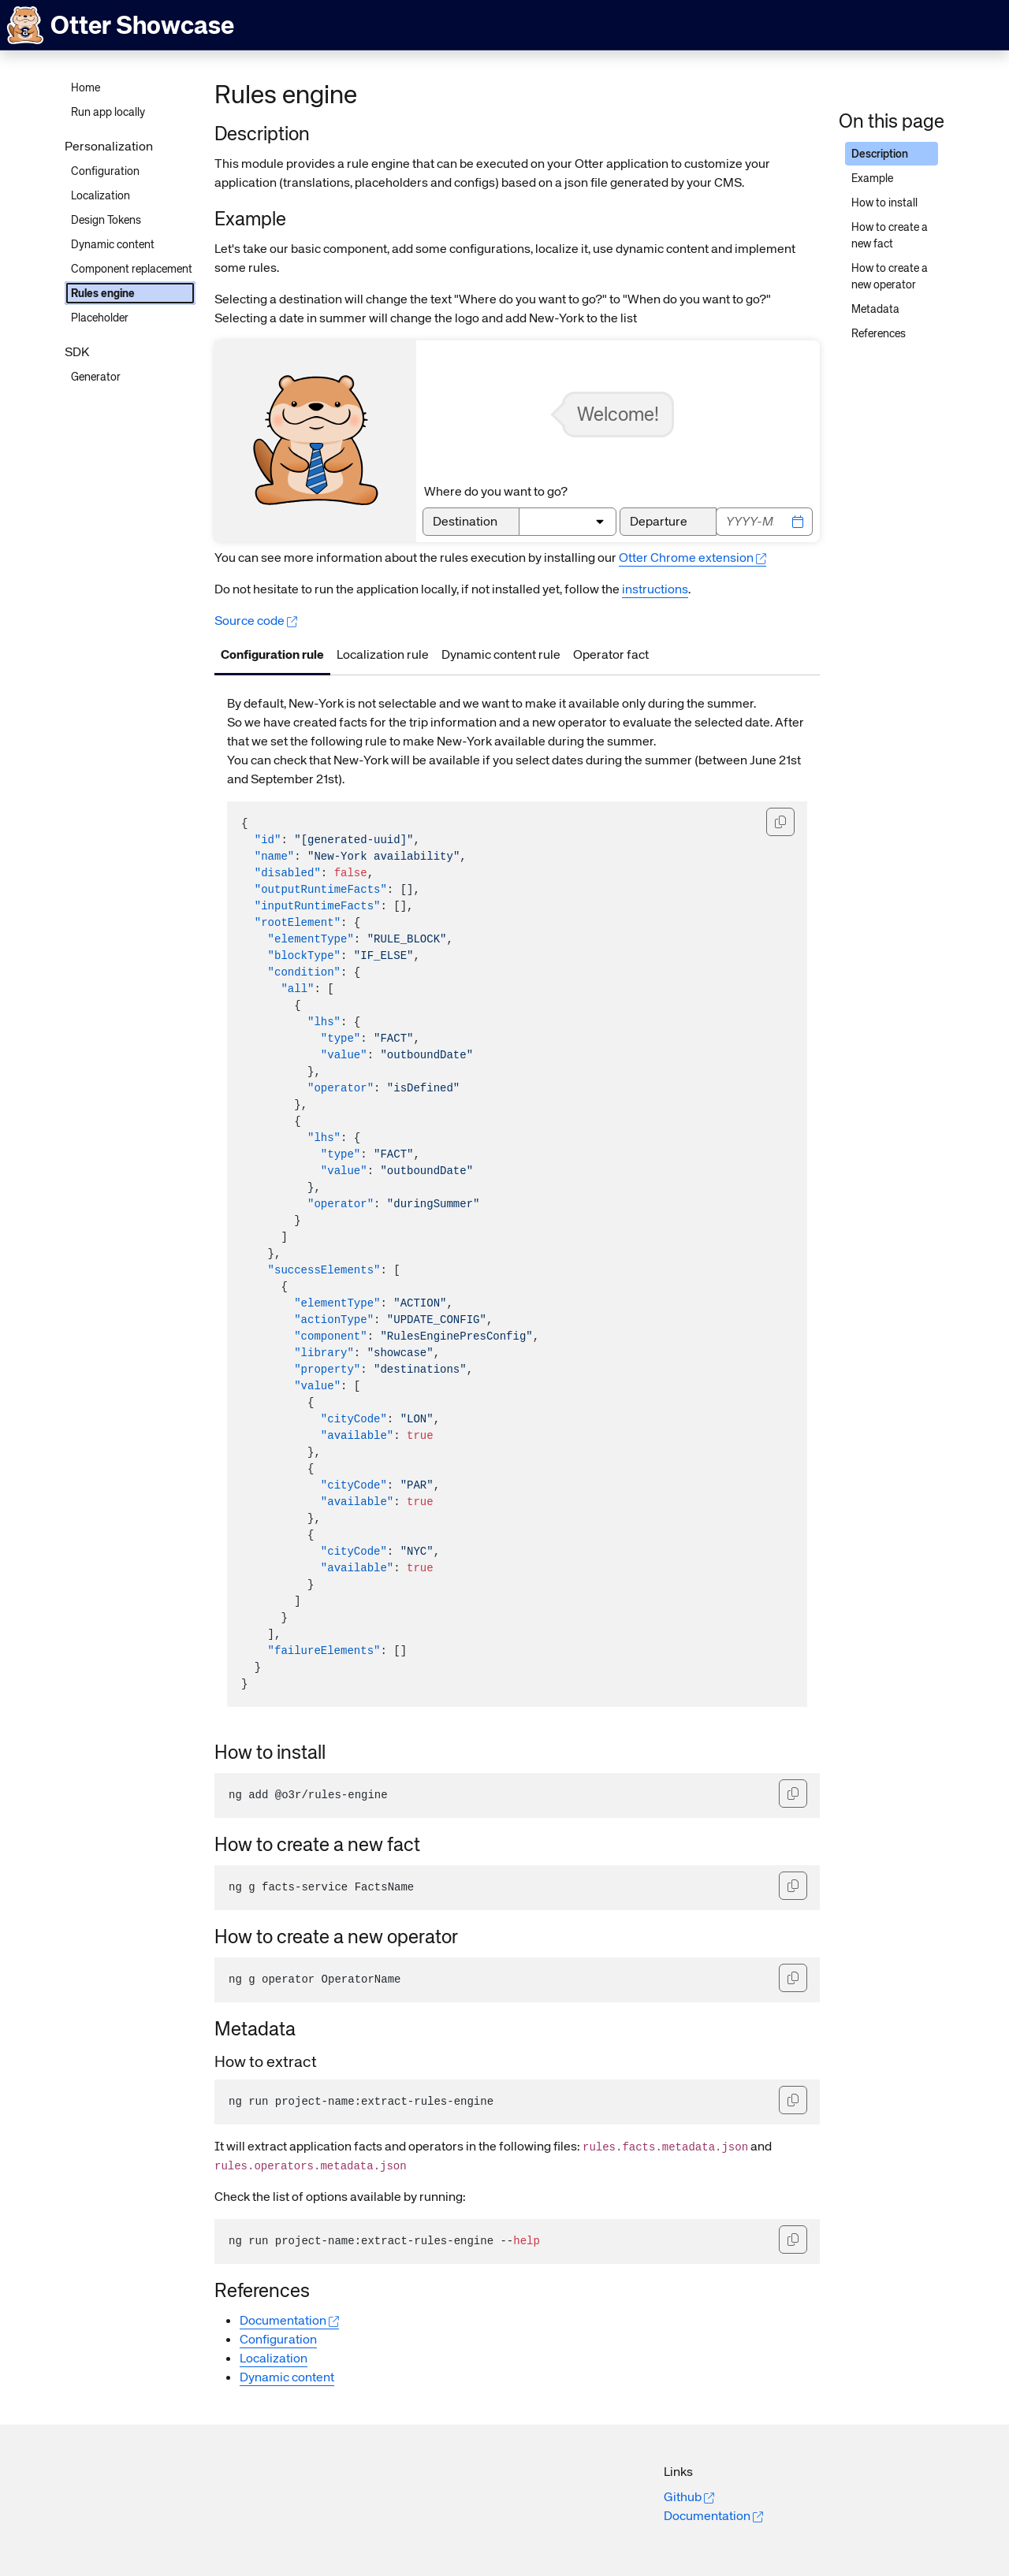 Otter Showcase
Home
Run app locally
Personalization
Configuration
Localization
Design Tokens
Dynamic content
Component replacement
Rules engine
Placeholder
SDK
Generator
Rules engine
Description
This module provides a rule engine that can be executed on your Otter application to customize your
application (translations, placeholders and configs) based on a json file generated by your CMS.
Example
Let's take our basic component, add some configurations, localize it, use dynamic content and implement
some rules.
Selecting a destination will change the text "Where do you want to go?" to "When do you want to go?"
Selecting a date in summer will change the logo and add New-York to the list
Welcome!
Where do you want to go?
Destination
Departure
YYYY-M
You can see more information about the rules execution by installing our Otter Chrome extension
Do not hesitate to run the application locally, if not installed yet, follow the instructions.
Source code
Configuration rule Localization rule Dynamic content rule Operator fact
By default, New-York is not selectable and we want to make it available only during the summer.
So we have created facts for the trip information and a new operator to evaluate the selected date. After
that we set the following rule to make New-York available during the summer.
You can check that New-York will be available if you select dates during the summer (between June 21st
and September 21st).
{
  "id": "[generated-uuid]",
  "name": "New-York availability",
  "disabled": false,
  "outputRuntimeFacts": [],
  "inputRuntimeFacts": [],
  "rootElement": {
    "elementType": "RULE_BLOCK",
    "blockType": "IF_ELSE",
    "condition": {
      "all": [
        {
          "lhs": {
            "type": "FACT",
            "value": "outboundDate"
          },
          "operator": "isDefined"
        },
        {
          "lhs": {
            "type": "FACT",
            "value": "outboundDate"
          },
          "operator": "duringSummer"
        }
      ]
    },
    "successElements": [
      {
        "elementType": "ACTION",
        "actionType": "UPDATE_CONFIG",
        "component": "RulesEnginePresConfig",
        "library": "showcase",
        "property": "destinations",
        "value": [
          {
            "cityCode": "LON",
            "available": true
          },
          {
            "cityCode": "PAR",
            "available": true
          },
          {
            "cityCode": "NYC",
            "available": true
          }
        ]
      }
    ],
    "failureElements": []
  }
}
How to install
ng add @o3r/rules-engine
How to create a new fact
ng g facts-service FactsName
How to create a new operator
ng g operator OperatorName
Metadata
How to extract
ng run project-name:extract-rules-engine
It will extract application facts and operators in the following files: rules.facts.metadata.json and
rules.operators.metadata.json
Check the list of options available by running:
ng run project-name:extract-rules-engine --help
References
Documentation
Configuration
Localization
Dynamic content
On this page
Description
Example
How to install
How to create a
new fact
How to create a
new operator
Metadata
References
Links
Github
Documentation